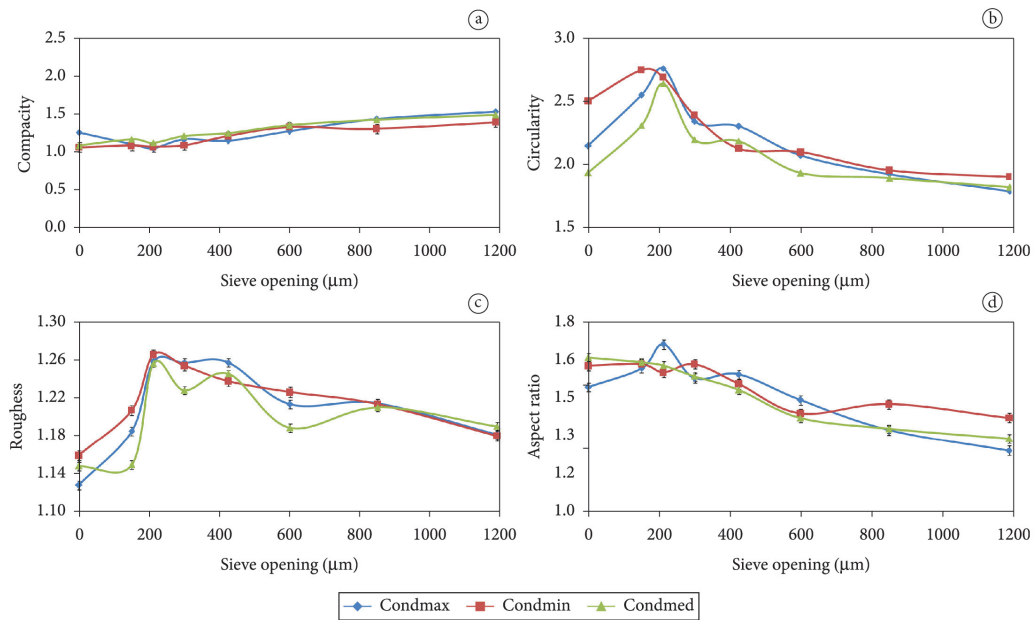 a
2.5
2.0
1.5
1.0
0.5
0.0
Compacity
0 200 400 600 800 1000 1200
Sieve opening (μm)
b
3.0
2.5
2.0
1.5
Circularity
0 200 400 600 800 1000 1200
Sieve opening (μm)
c
1.30
1.26
1.22
1.18
1.14
1.10
Roughess
0 200 400 600 800 1000 1200
Sieve opening (μm)
d
1.8
1.6
1.5
1.3
1.2
1.0
Aspect ratio
0 200 400 600 800 1000 1200
Sieve opening (μm)
Condmax Condmin Condmed